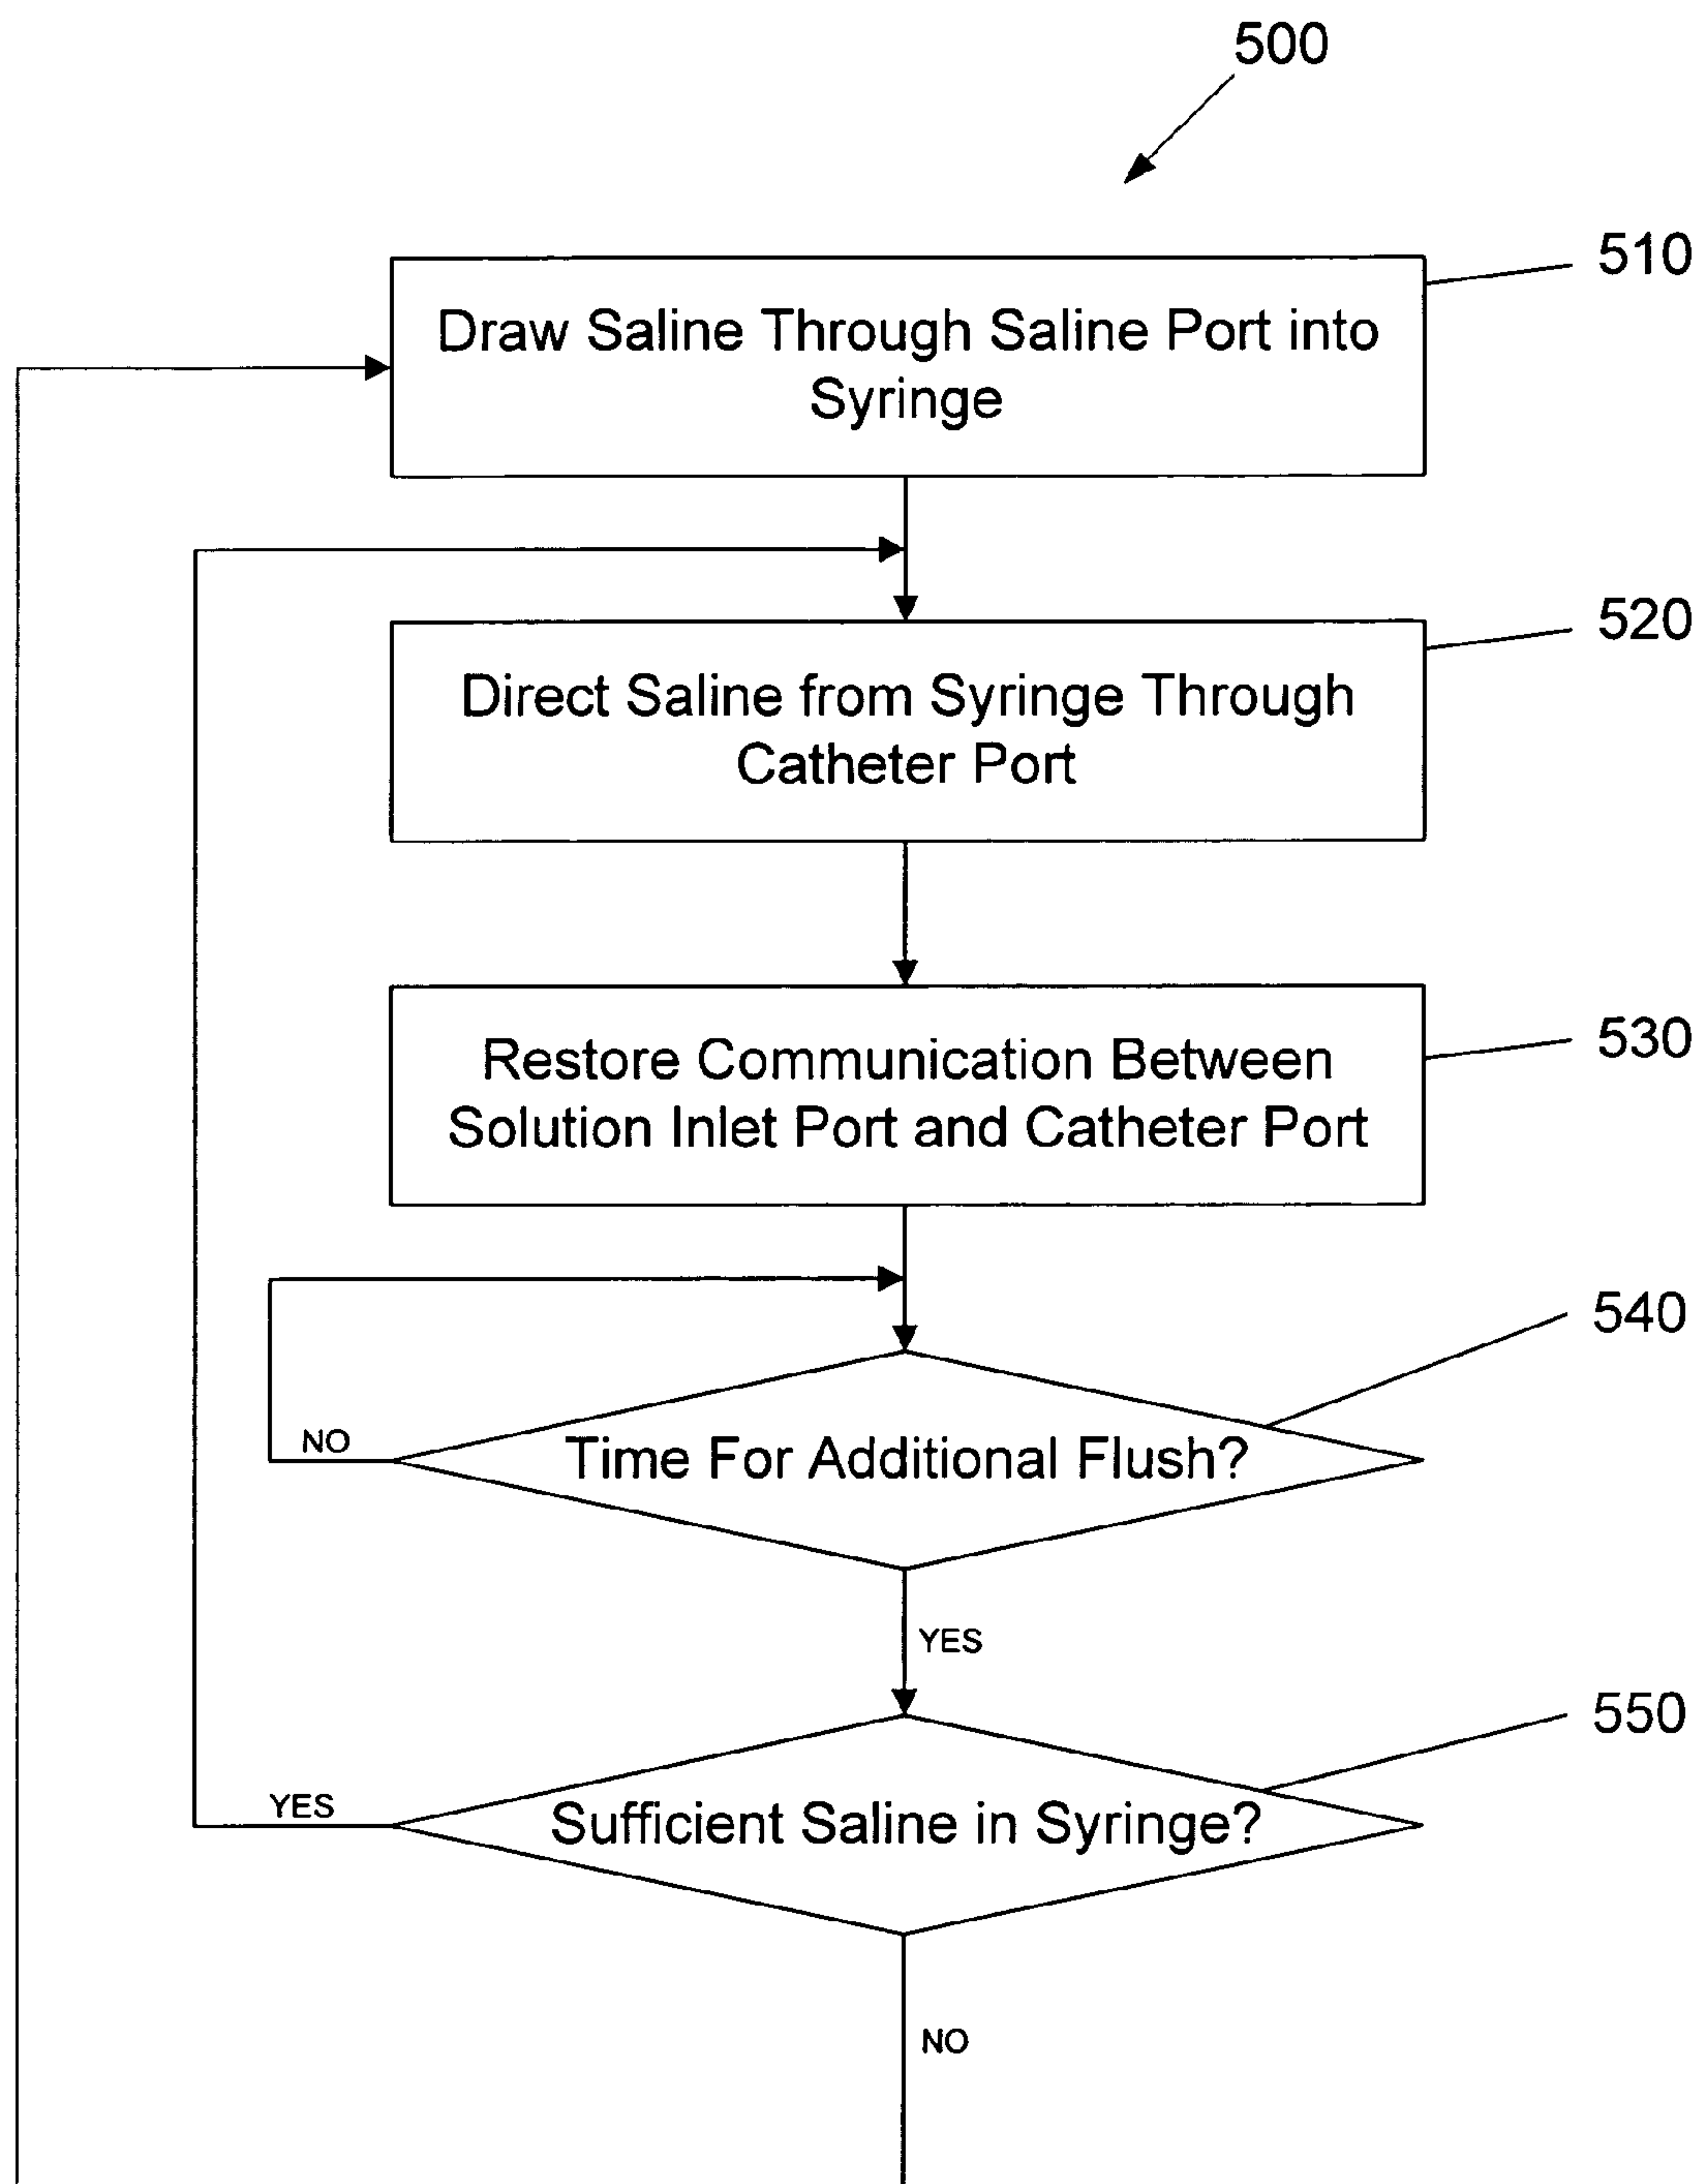 500
510
Draw Saline Through Saline Port into
Syringe
520
Direct Saline from Syringe Through
Catheter Port
530
Restore Communication Between
Solution Inlet Port and Catheter Port
540
NO
Time For Additional Flush?
YES
550
YES
Sufficient Saline in Syringe?
NO